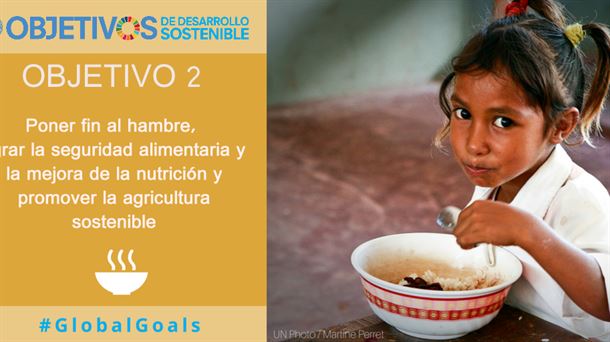 OBJETIVOS DE DESARROLLO
SOSTENIBLE
OBJETIVO 2
Poner fin al hambre,
rar la seguridad alimentaria y
la mejora de la nutrición y
promover la agricultura
sostenible
#GlobalGoals
UN Photo / Martine Perret